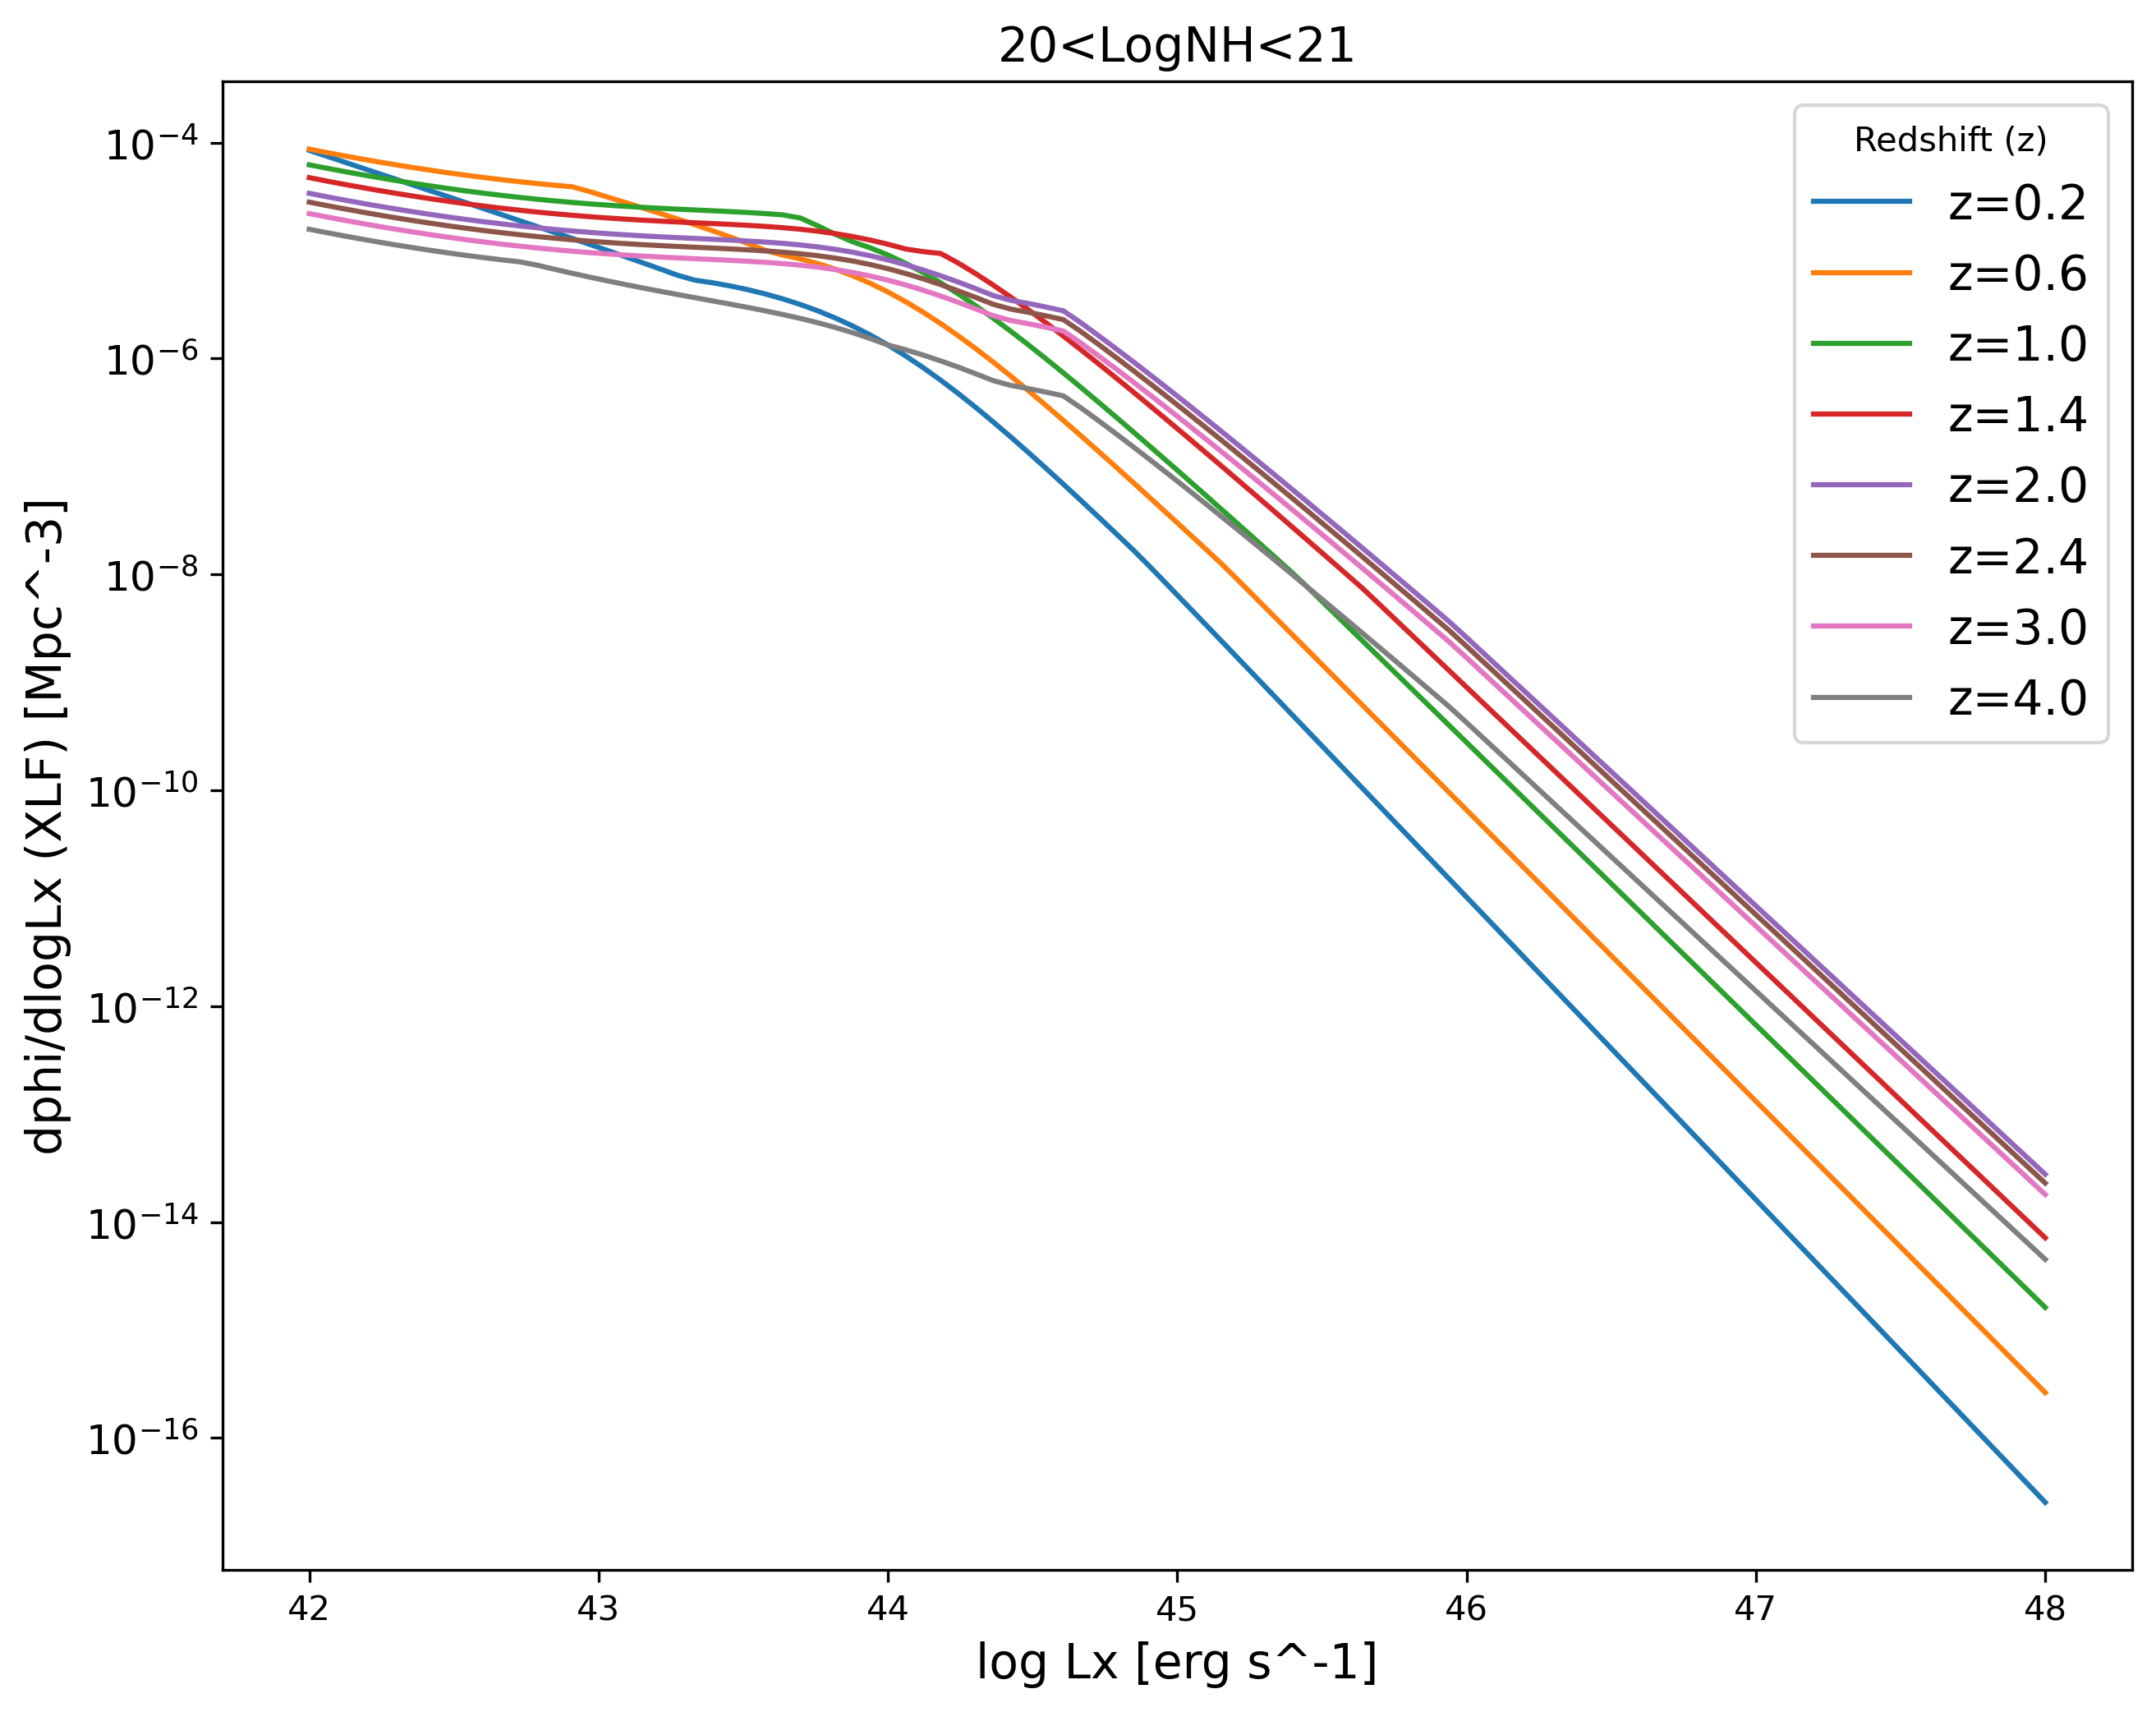 20<LogNH<21
dphi/dlogLx (XLF) [Mpc^-3]
10⁻⁴
10⁻⁶
10⁻⁸
10⁻¹⁰
10⁻¹²
10⁻¹⁴
10⁻¹⁶
Redshift (z)
z=0.2
z=0.6
z=1.0
z=1.4
z=2.0
z=2.4
z=3.0
z=4.0
42 43 44 45 46 47 48
log Lx [erg s^-1]